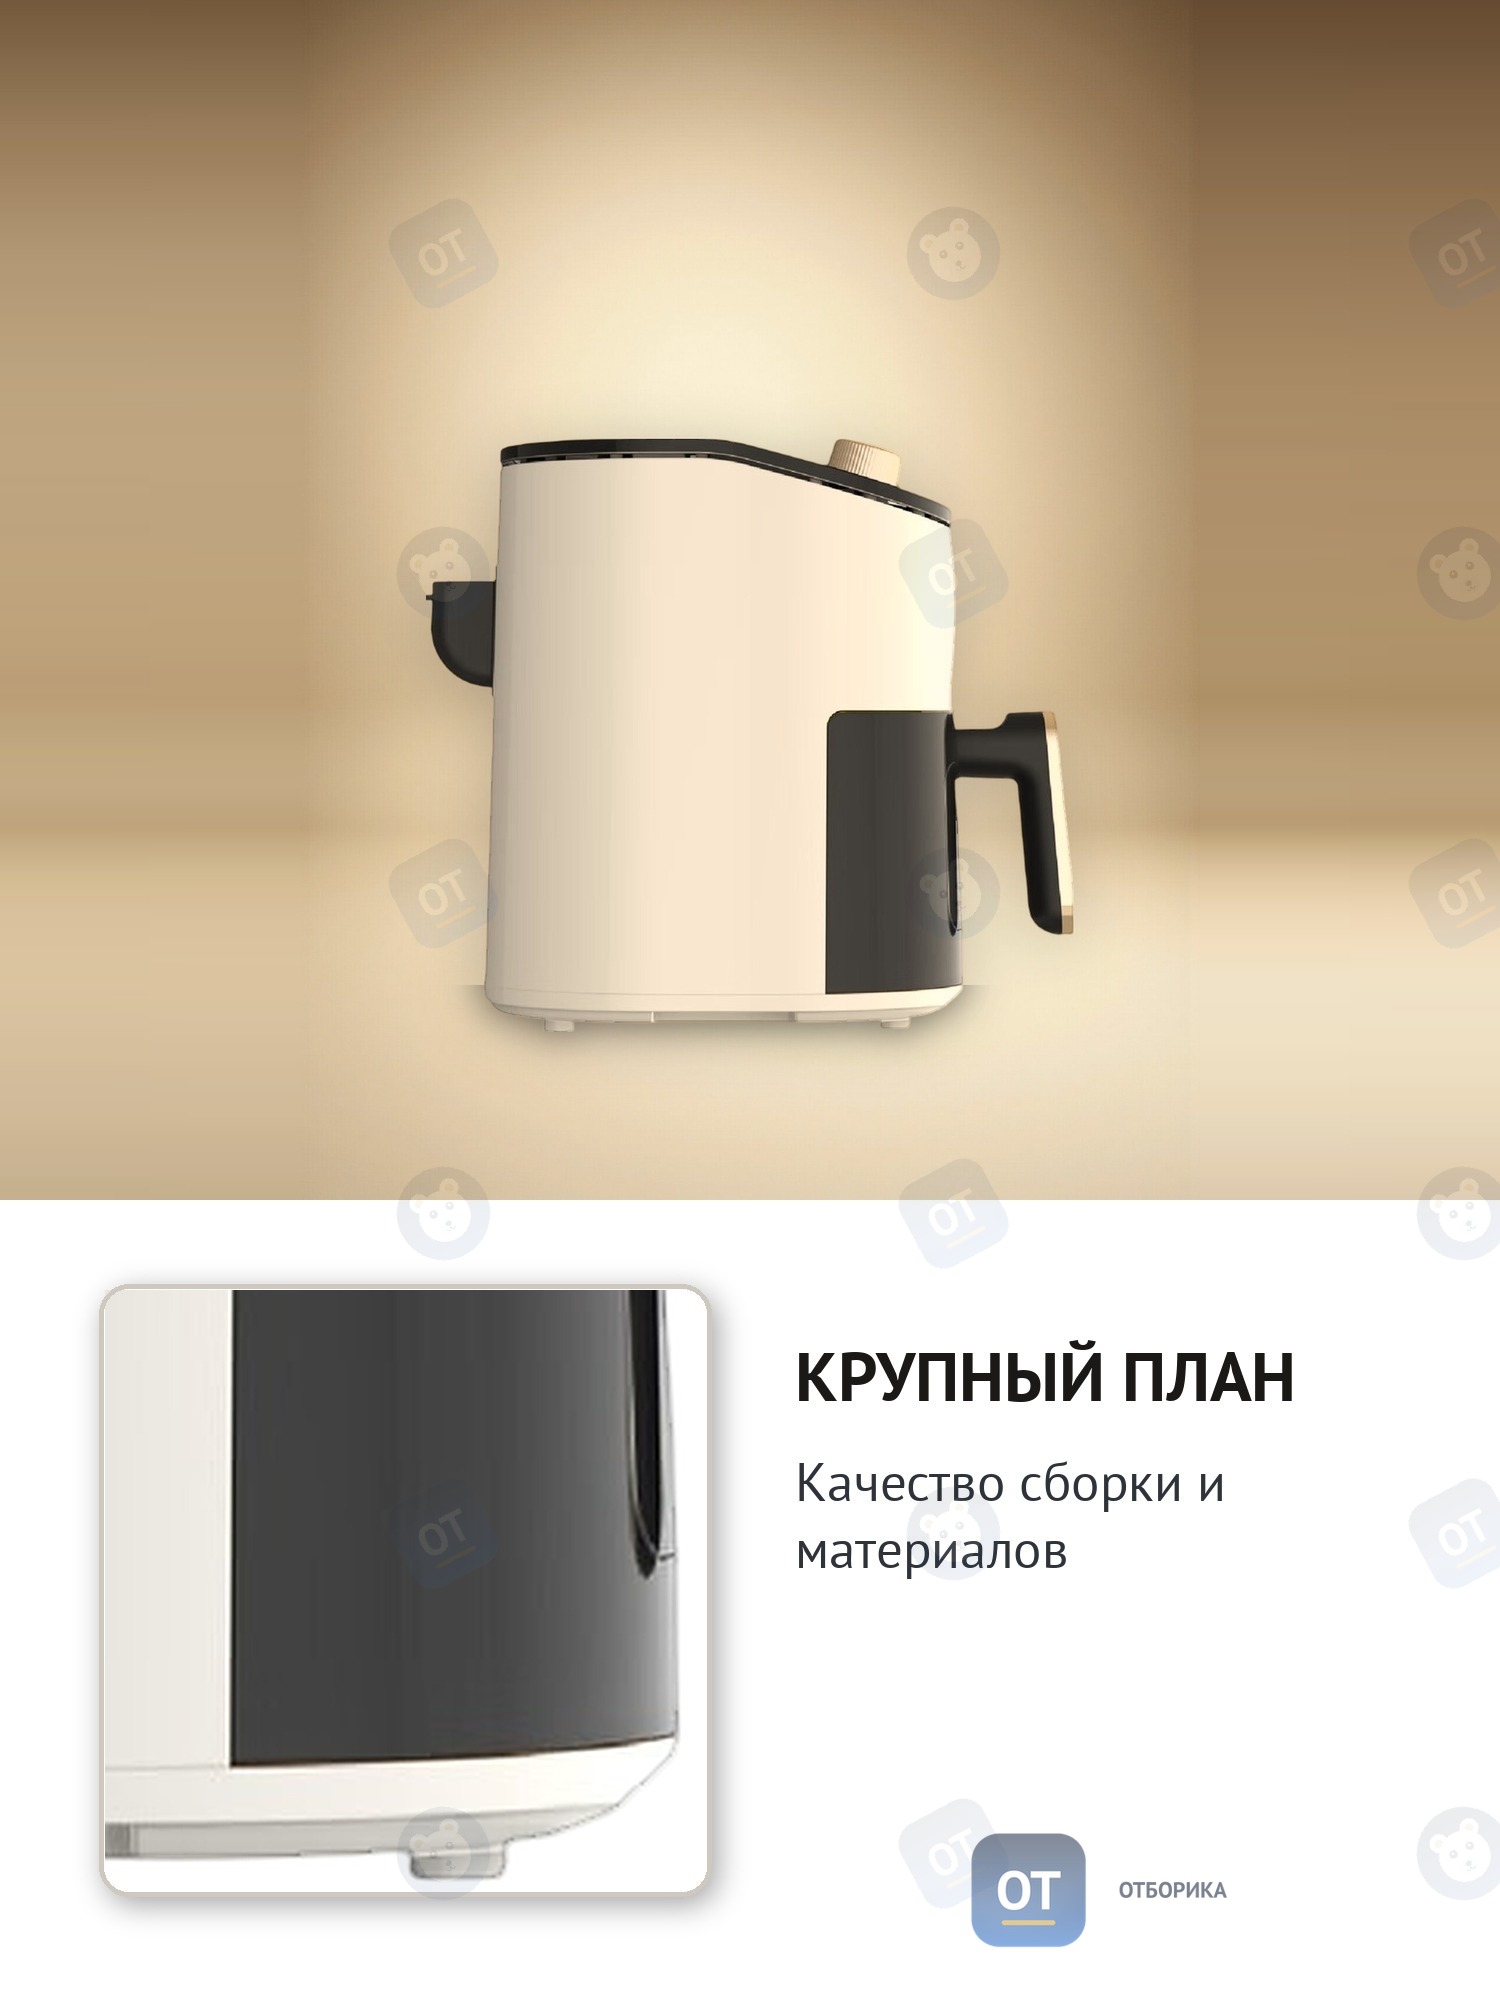 КРУПНЫЙ ПЛАН
Качество сборки и
материалов
ОТ
ОТБОРИКА